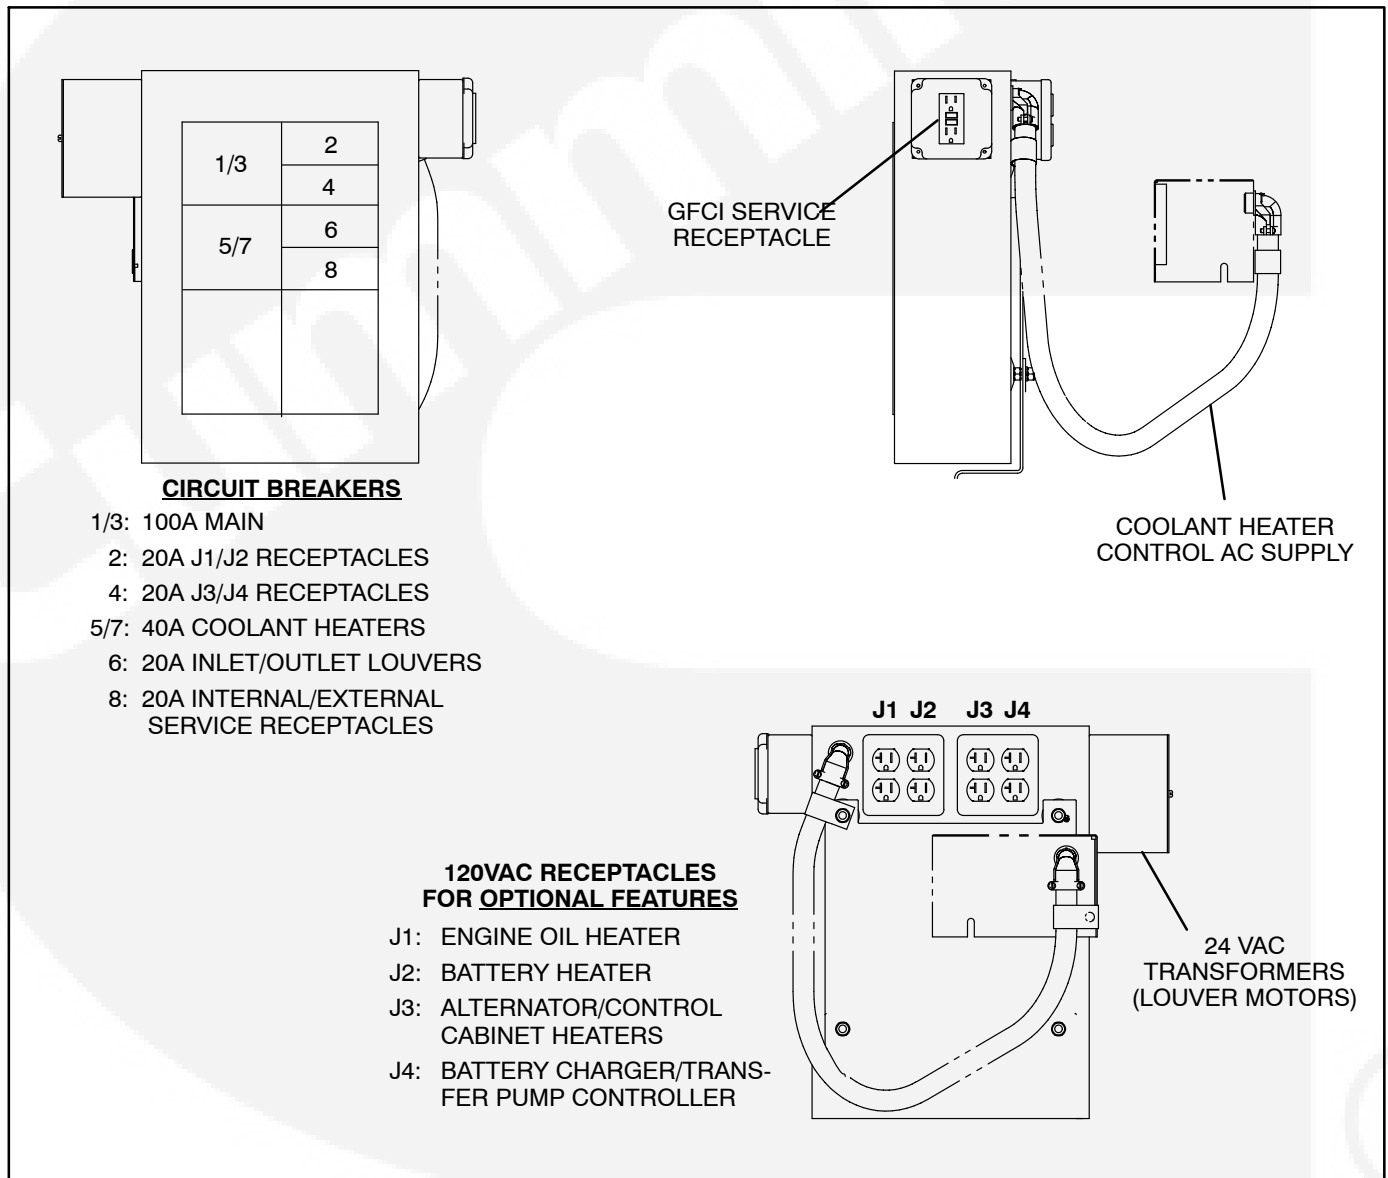 1/3
2
4
5/7
6
8
GFCI SERVICE
RECEPTACLE
CIRCUIT BREAKERS
1/3: 100A MAIN
2: 20A J1/J2 RECEPTACLES
4: 20A J3/J4 RECEPTACLES
5/7: 40A COOLANT HEATERS
6: 20A INLET/OUTLET LOUVERS
8: 20A INTERNAL/EXTERNAL
SERVICE RECEPTACLES
COOLANT HEATER
CONTROL AC SUPPLY
J1 J2 J3 J4
120VAC RECEPTACLES
FOR OPTIONAL FEATURES
J1: ENGINE OIL HEATER
J2: BATTERY HEATER
J3: ALTERNATOR/CONTROL
CABINET HEATERS
J4: BATTERY CHARGER/TRANS-
FER PUMP CONTROLLER
24 VAC
TRANSFORMERS
(LOUVER MOTORS)